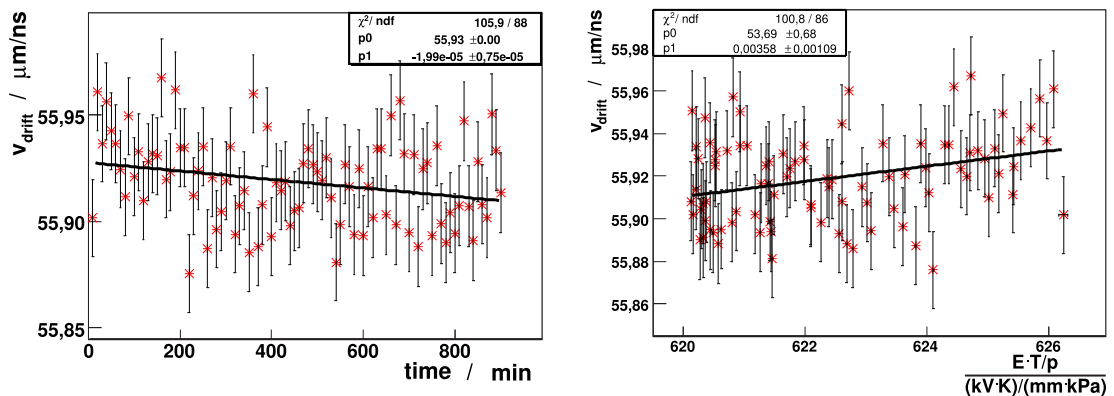 χ²/ ndf 105,9 / 88
p0 55,93 ±0.00
p1 -1,99e-05 ±0,75e-05
v_drift / μm/ns
55,95
55,90
55,85
0 200 400 600 800
time / min
χ²/ ndf 100,8 / 86
p0 53,69 ±0,68
p1 0,00358 ±0,00109
v_drift / μm/ns
55,98
55,96
55,94
55,92
55,90
55,88
55,86
620 622 624 626
E·T/p
(kV·K)/(mm·kPa)